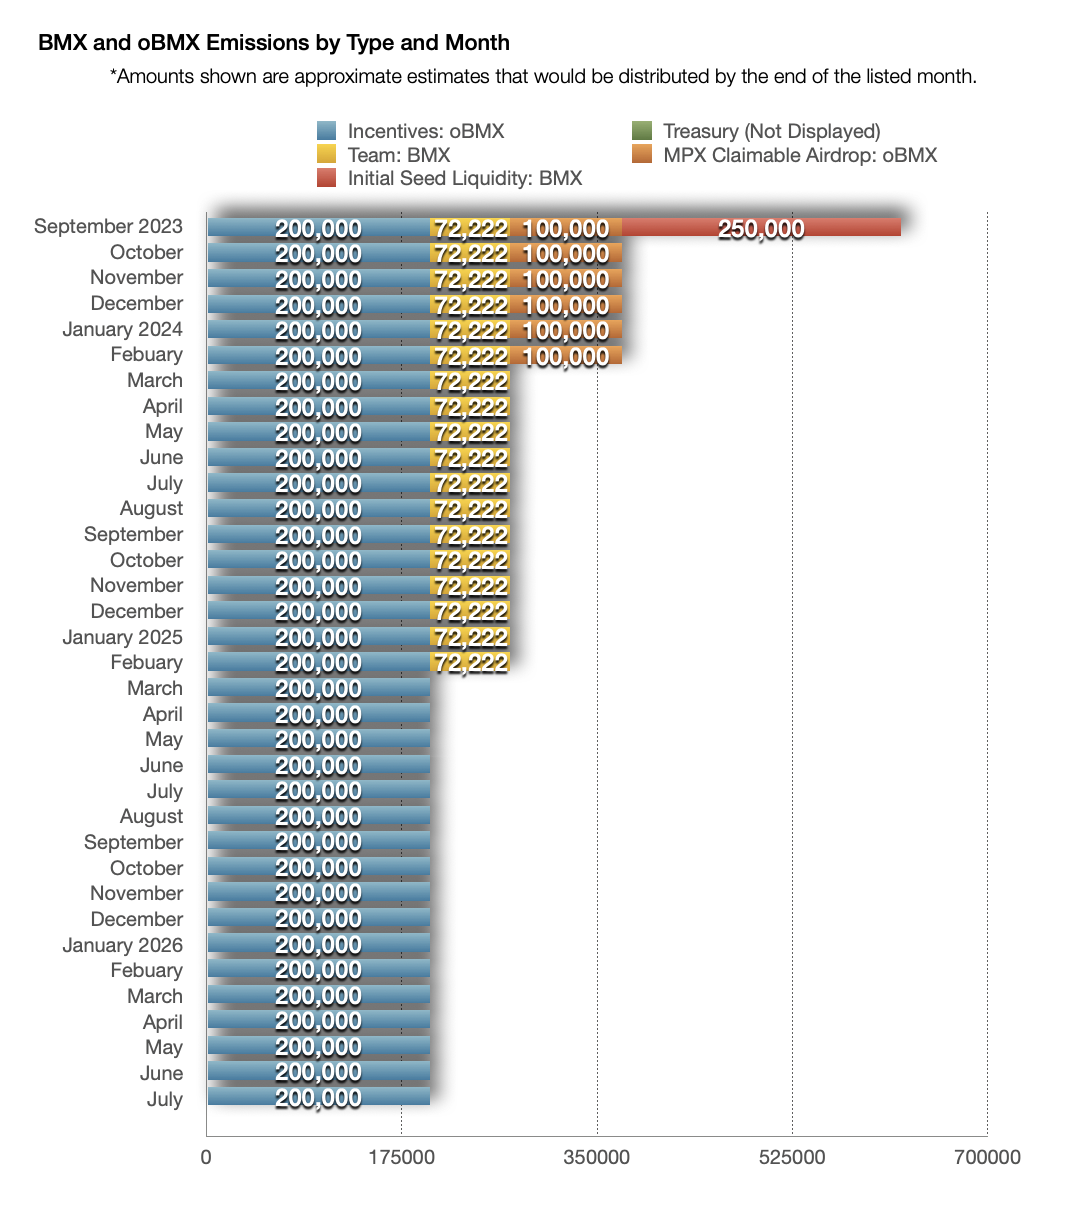 BMX and oBMX Emissions by Type and Month
*Amounts shown are approximate estimates that would be distributed by the end of the listed month.
Incentives: oBMX
Treasury (Not Displayed)
Team: BMX
MPX Claimable Airdrop: oBMX
Initial Seed Liquidity: BMX
September 2023 200,000 72,222 100,000 250,000
October 200,000 72,222 100,000
November 200,000 72,222 100,000
December 200,000 72,222 100,000
January 2024 200,000 72,222 100,000
Febuary 200,000 72,222 100,000
March 200,000 72,222
April 200,000 72,222
May 200,000 72,222
June 200,000 72,222
July 200,000 72,222
August 200,000 72,222
September 200,000 72,222
October 200,000 72,222
November 200,000 72,222
December 200,000 72,222
January 2025 200,000 72,222
Febuary 200,000 72,222
March 200,000
April 200,000
May 200,000
June 200,000
July 200,000
August 200,000
September 200,000
October 200,000
November 200,000
December 200,000
January 2026 200,000
Febuary 200,000
March 200,000
April 200,000
May 200,000
June 200,000
July 200,000
0 175000 350000 525000 700000